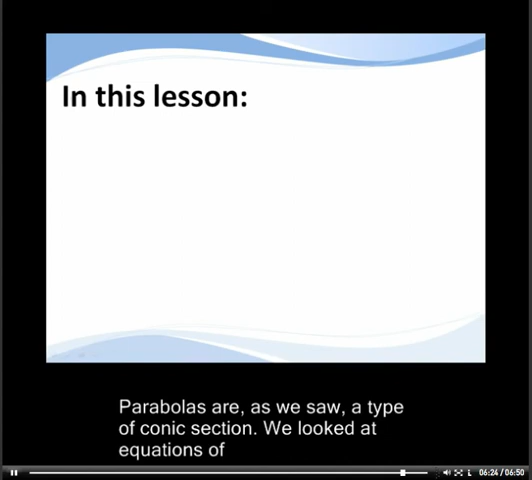 In this lesson:
Parabolas are, as we saw, a type
of conic section. We looked at
equations of
06:24 / 06:50